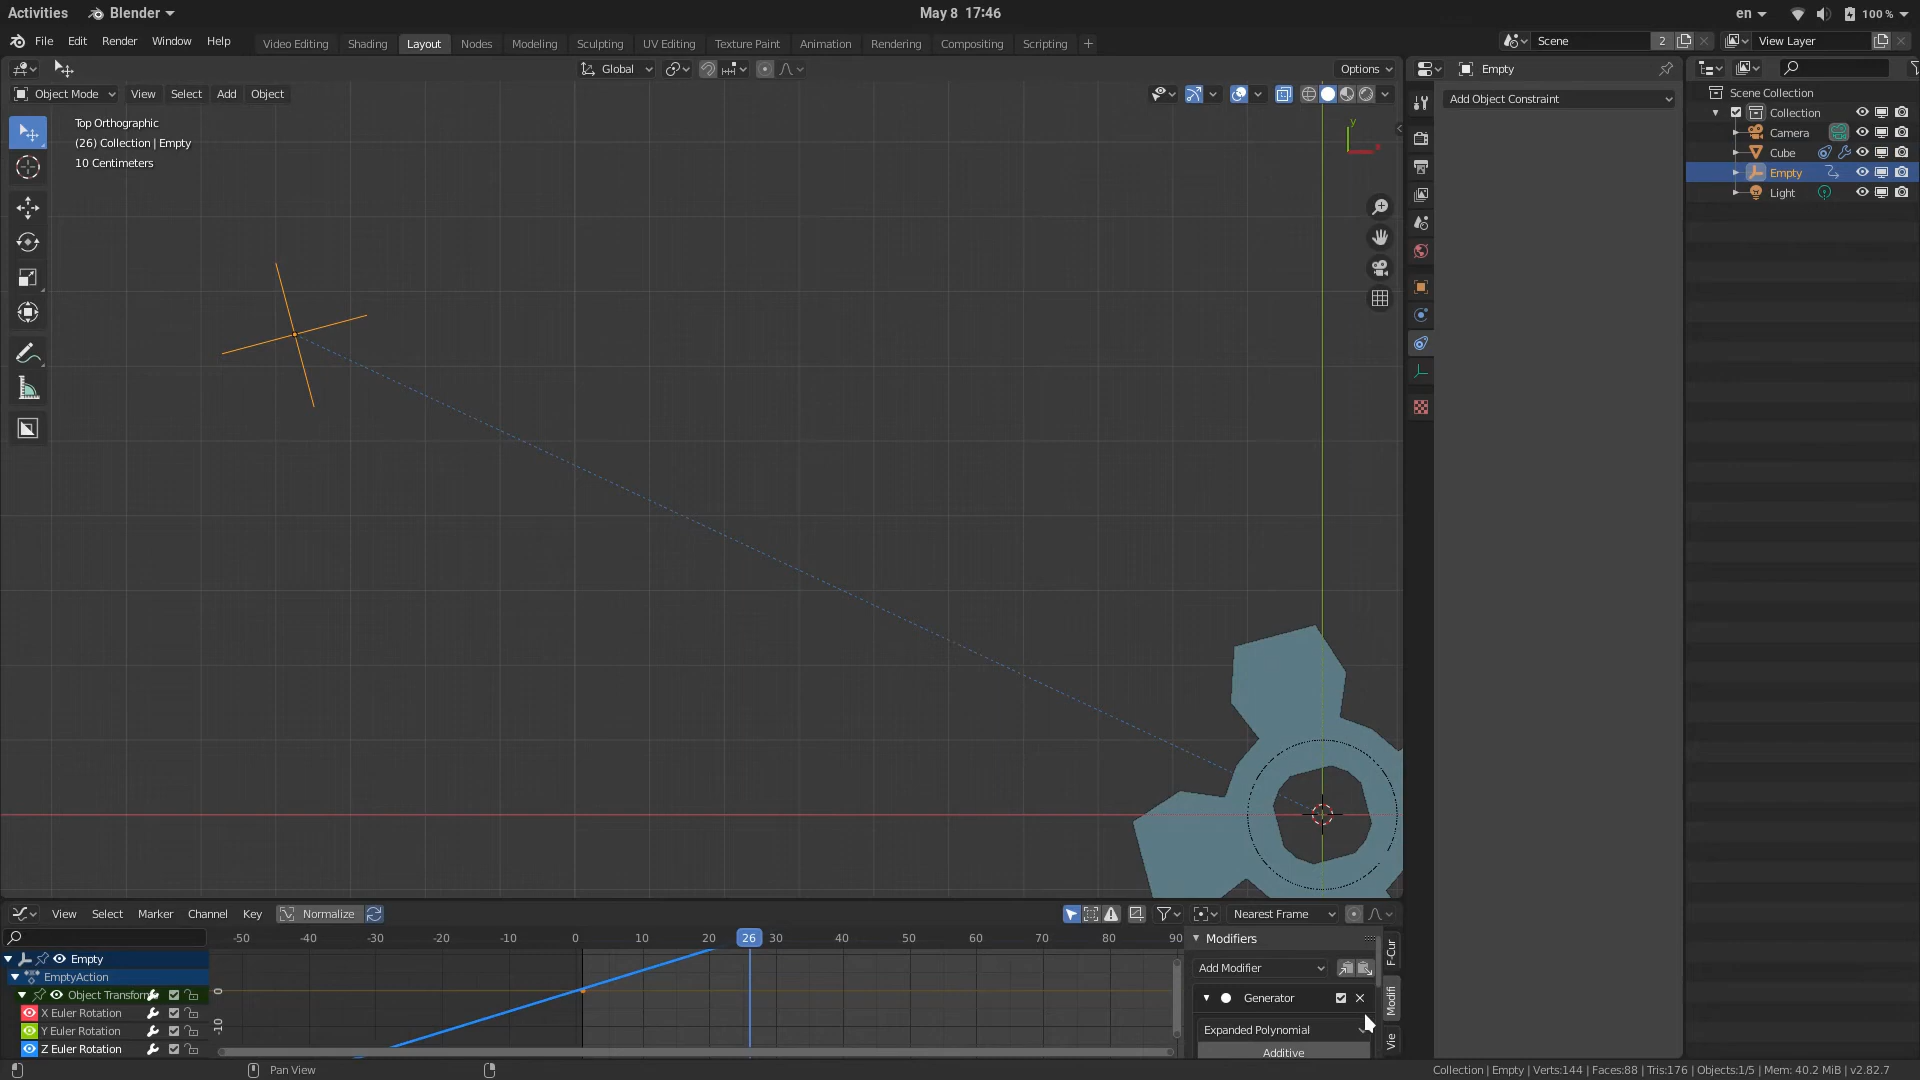 Activities Blender May 8 17:46 en 100 %
File Edit Render Window Help Video Editing Shading Layout Nodes Modeling Sculpting UV Editing Texture Paint Animation Rendering Compositing Scripting Scene 2 View Layer
Global Options Empty
Object Mode View Select Add Object Add Object Constraint
Scene Collection
Collection
Camera
Cube
Empty
Light
Top Orthographic
(26) Collection | Empty
10 Centimeters
y
x
View Select Marker Channel Key Normalize Nearest Frame
-50 -40 -30 -20 -10 0 10 20 26 30 40 50 60 70 80 90
0
-10
Empty
EmptyAction
Object Transform
X Euler Rotation
Y Euler Rotation
Z Euler Rotation
Modifiers
Add Modifier
Generator
Expanded Polynomial
Additive
F-Cur
Modifi
Vie
Pan View Collection | Empty | Verts:144 | Faces:88 | Tris:176 | Objects:1/5 | Mem: 40.2 MiB | v2.82.7